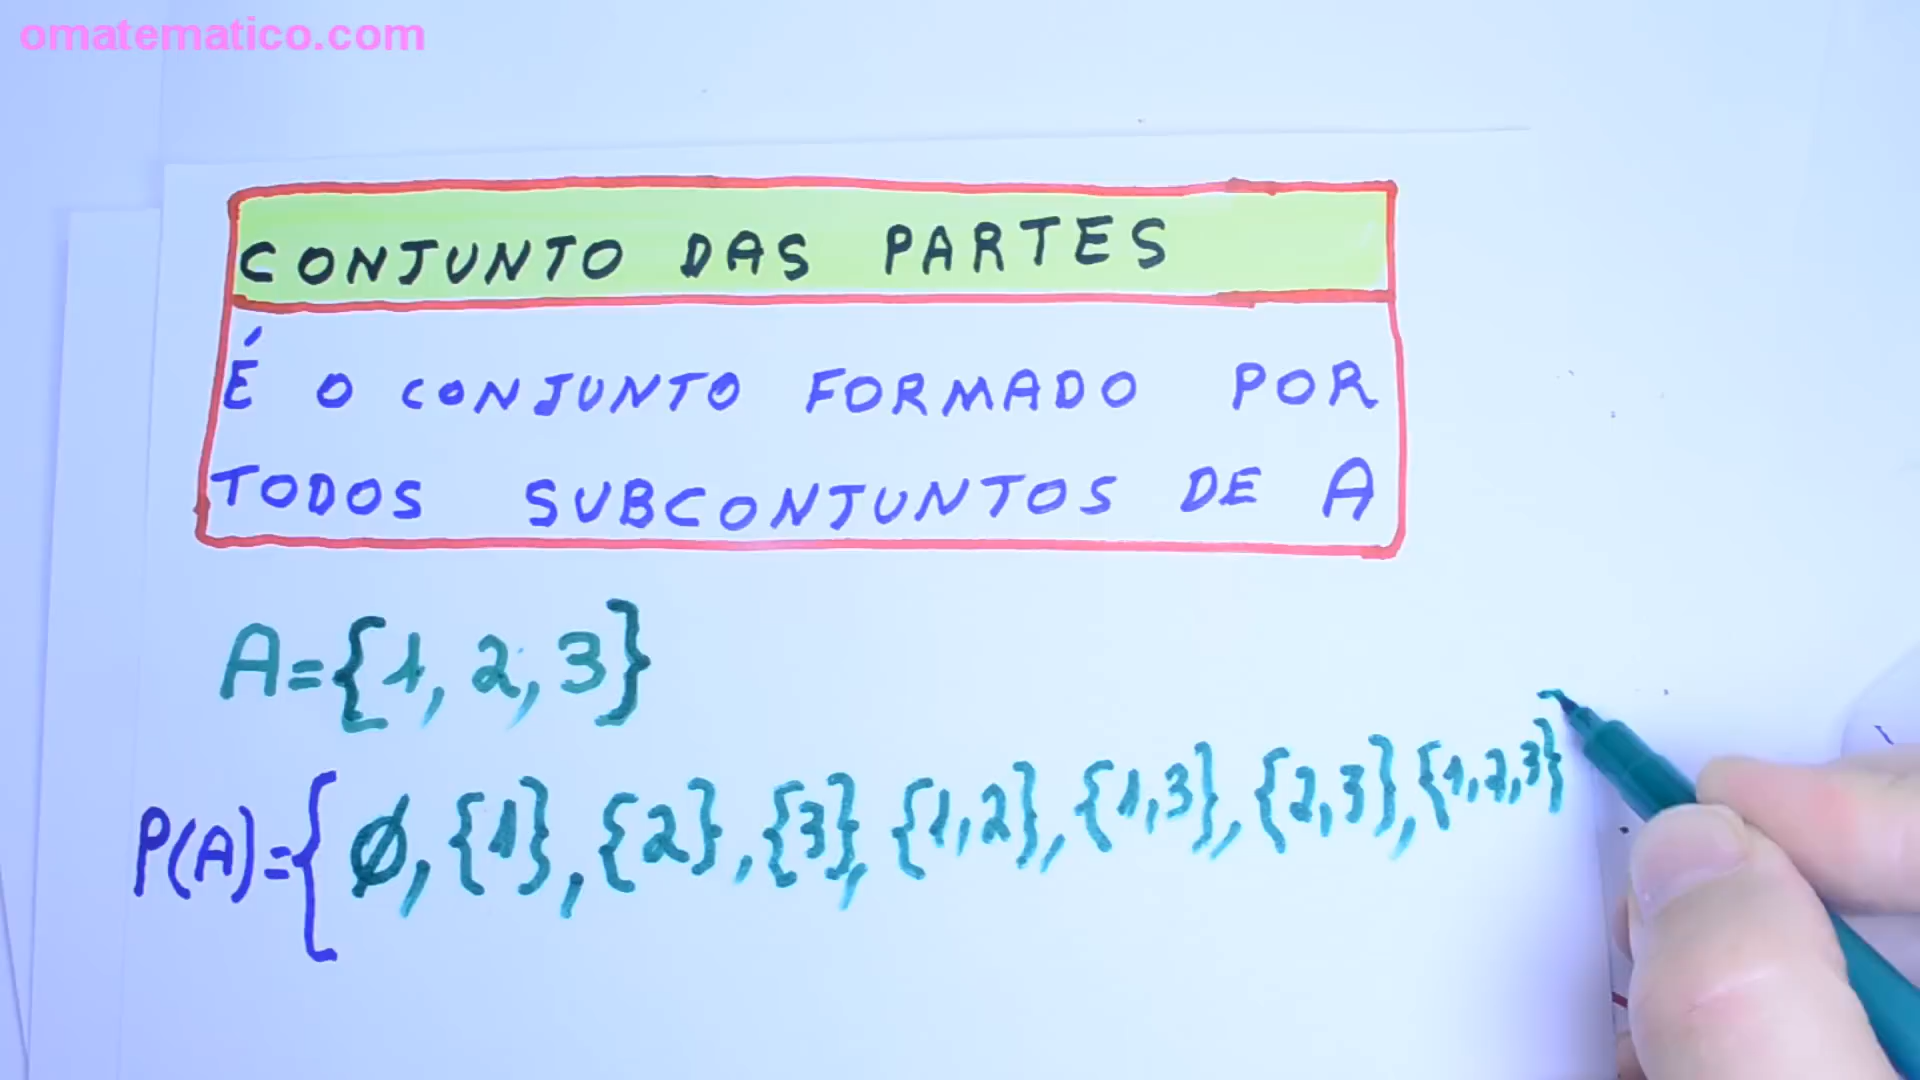 omatematico.com
CONJUNTO DAS PARTES
É O CONJUNTO FORMADO POR
TODOS SUBCONJUNTOS DE A
A={1, 2, 3}
P(A)={ Ø, {1}, {2}, {3}, {1,2}, {1,3}, {2,3}, {1,2,3}